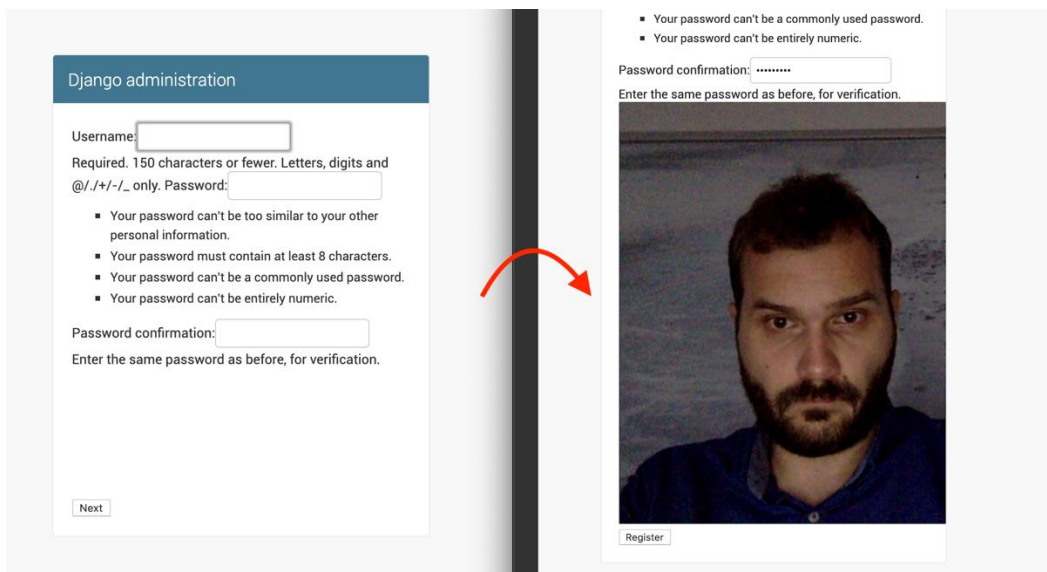 Django administration
Username:
Required. 150 characters or fewer. Letters, digits and
@/./+/-/_ only. Password:
Your password can't be too similar to your other
personal information.
Your password must contain at least 8 characters.
Your password can't be a commonly used password.
Your password can't be entirely numeric.
Password confirmation:
Enter the same password as before, for verification.
Next
Your password can't be a commonly used password.
Your password can't be entirely numeric.
Password confirmation: •••••••••
Enter the same password as before, for verification.
Register